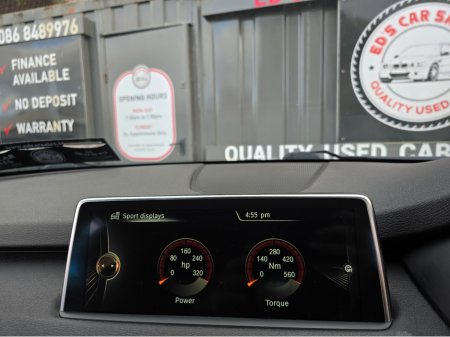 086 8489976
FINANCE
AVAILABLE
NO DEPOSIT
WARRANTY
OPENING HOURS
ED'S CAR SA
QUALITY USED
QUALITY USED CAR
Sport displays
4:55 pm
160
80 hp 240
0 320
Power
280
140 Nm 420
0 560
Torque